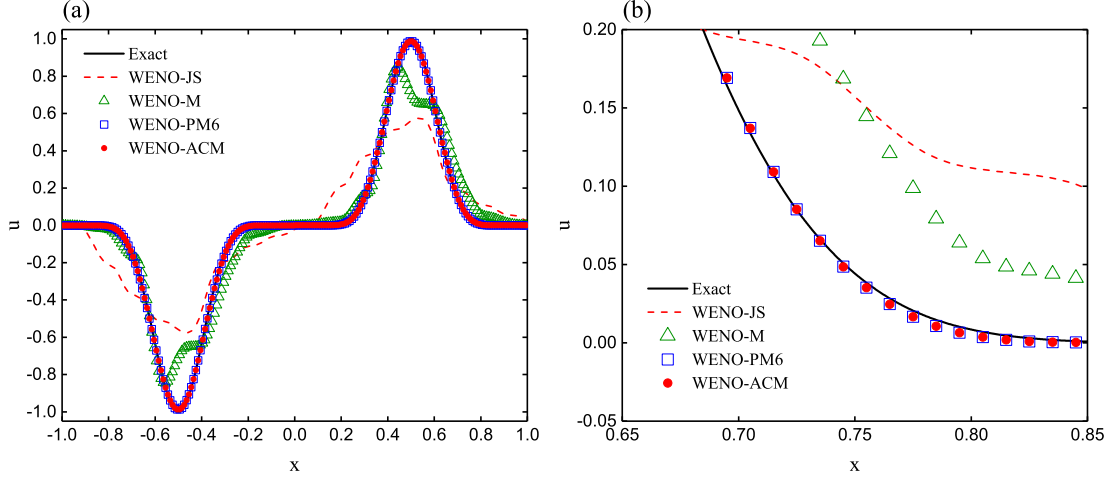 (a)
1.0
0.8
0.6
0.4
0.2
0.0
-0.2
-0.4
-0.6
-0.8
-1.0
u
Exact
WENO-JS
WENO-M
WENO-PM6
WENO-ACM
-1.0 -0.8 -0.6 -0.4 -0.2 0.0 0.2 0.4 0.6 0.8 1.0
x
(b)
0.20
0.15
0.10
0.05
0.00
-0.05
u
Exact
WENO-JS
WENO-M
WENO-PM6
WENO-ACM
0.65 0.70 0.75 0.80 0.85
x